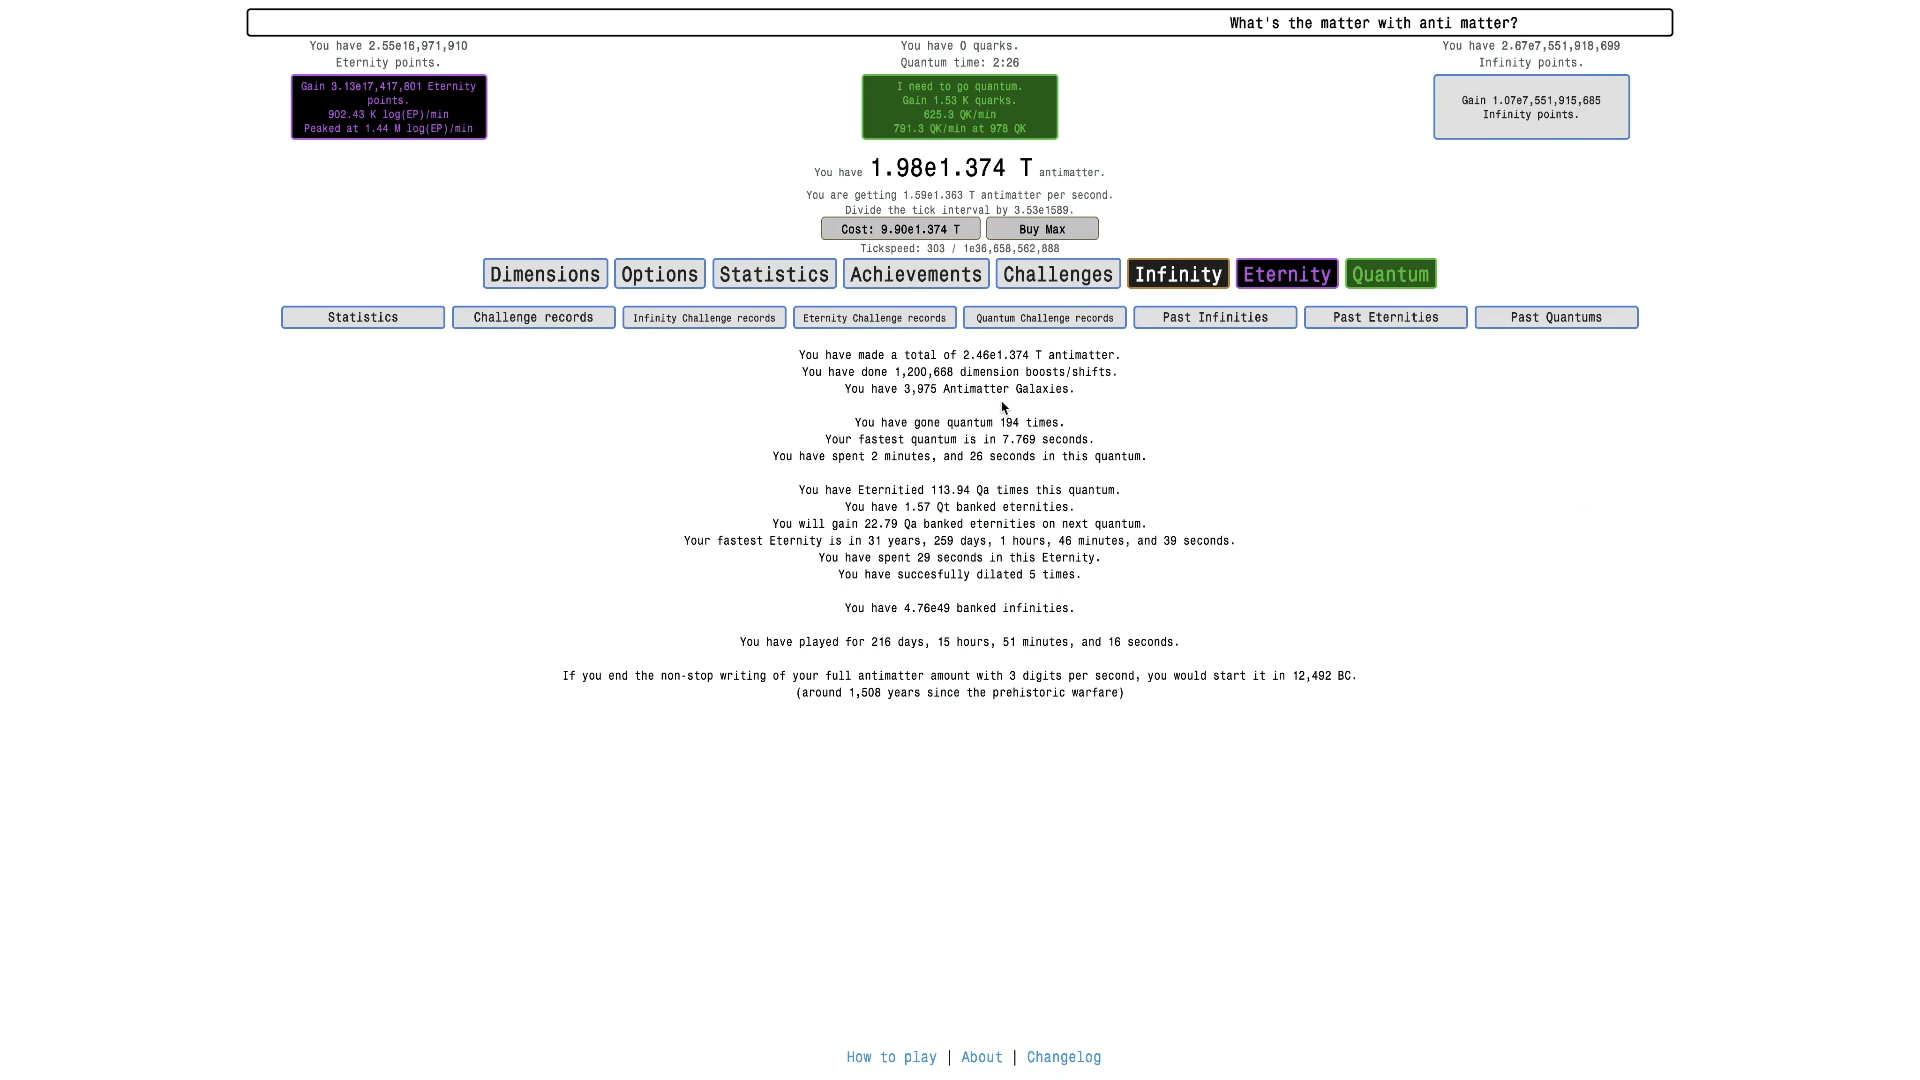 What's the matter with anti matter?
You have 2.55e16,971,910
Eternity points.
Gain 3.13e17,417,801 Eternity
points.
902.43 K log(EP)/min
Peaked at 1.44 M log(EP)/min
You have 0 quarks.
Quantum time: 2:26
I need to go quantum.
Gain 1.53 K quarks.
625.3 QK/min
791.3 QK/min at 978 QK
You have 2.67e7,551,918,699
Infinity points.
Gain 1.07e7,551,915,685
Infinity points.
You have 1.98e1.374 T antimatter.
You are getting 1.59e1.363 T antimatter per second.
Divide the tick interval by 3.53e1589.
Cost: 9.90e1.374 T Buy Max
Tickspeed: 303 / 1e36,658,562,888
Dimensions Options Statistics Achievements Challenges Infinity Eternity Quantum
Statistics Challenge records Infinity Challenge records Eternity Challenge records Quantum Challenge records Past Infinities Past Eternities Past Quantums
You have made a total of 2.46e1.374 T antimatter.
You have done 1,200,668 dimension boosts/shifts.
You have 3,975 Antimatter Galaxies.
You have gone quantum 194 times.
Your fastest quantum is in 7.769 seconds.
You have spent 2 minutes, and 26 seconds in this quantum.
You have Eternitied 113.94 Qa times this quantum.
You have 1.57 Qt banked eternities.
You will gain 22.79 Qa banked eternities on next quantum.
Your fastest Eternity is in 31 years, 259 days, 1 hours, 46 minutes, and 39 seconds.
You have spent 29 seconds in this Eternity.
You have succesfully dilated 5 times.
You have 4.76e49 banked infinities.
You have played for 216 days, 15 hours, 51 minutes, and 16 seconds.
If you end the non-stop writing of your full antimatter amount with 3 digits per second, you would start it in 12,492 BC.
(around 1,508 years since the prehistoric warfare)
How to play | About | Changelog